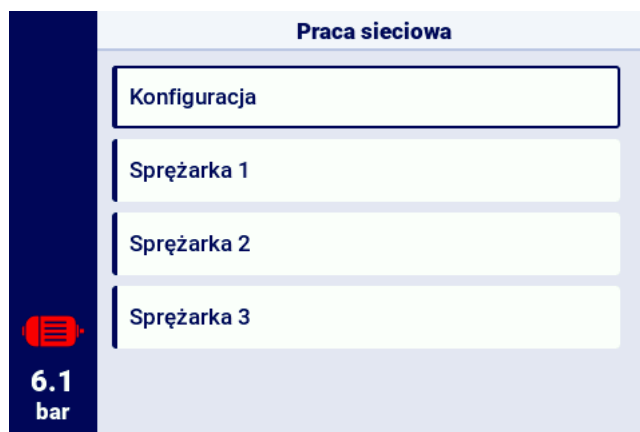 Praca sieciowa
Konfiguracja
Sprężarka 1
Sprężarka 2
Sprężarka 3
6.1
bar